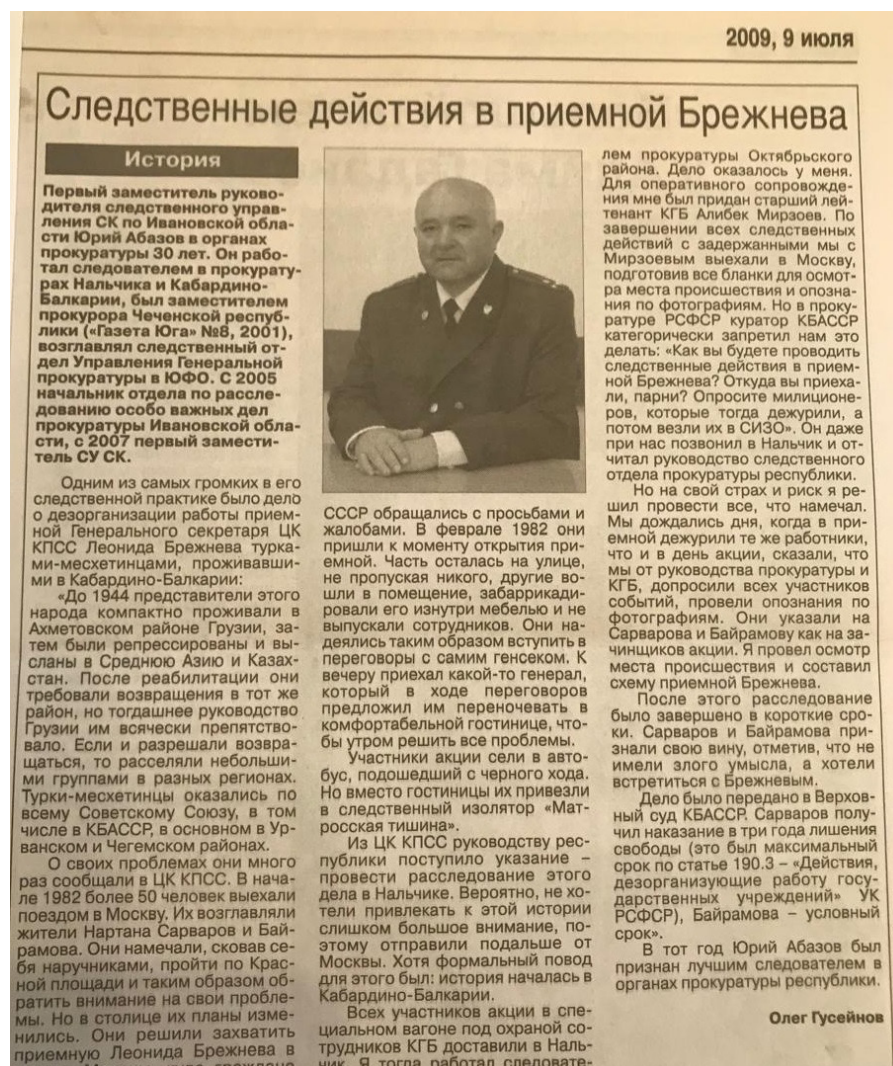 2009, 9 июля
Следственные действия в приемной Брежнева
История
Первый заместитель руково-
дителя следственного управ-
ления СК по Ивановской обла-
сти Юрий Абазов в органах
прокуратуры 30 лет. Он рабо-
тал следователем в прокурату-
рах Нальчика и Кабардино-
Балкарии, был заместителем
прокурора Чеченской респуб-
лики («Газета Юга» №8, 2001),
возглавлял следственный от-
дел Управления Генеральной
прокуратуры в ЮФО. С 2005
начальник отдела по рассле-
дованию особо важных дел
прокуратуры Ивановской обла-
сти, с 2007 первый замести-
тель СУ СК.
Одним из самых громких в его
следственной практике было дело
о дезорганизации работы прием-
ной Генерального секретаря ЦК
КПСС Леонида Брежнева турка-
ми-месхетинцами, проживавши-
ми в Кабардино-Балкарии:
«До 1944 представители этого
народа компактно проживали в
Ахметовском районе Грузии, за-
тем были репрессированы и вы-
сланы в Среднюю Азию и Казах-
стан. После реабилитации они
требовали возвращения в тот же
район, но тогдашнее руководство
Грузии им всячески препятство-
вало. Если и разрешали возвра-
щаться, то расселяли небольши-
ми группами в разных регионах.
Турки-месхетинцы оказались по
всему Советскому Союзу, в том
числе в КБАССР, в основном в Ур-
ванском и Чегемском районах.
О своих проблемах они много
раз сообщали в ЦК КПСС. В нача-
ле 1982 более 50 человек выехали
поездом в Москву. Их возглавляли
жители Нартана Сарваров и Бай-
рамова. Они намечали, сковав се-
бя наручниками, пройти по Крас-
ной площади и таким образом об-
ратить внимание на свои пробле-
мы. Но в столице их планы изме-
нились. Они решили захватить
приемную Леонида Брежнева в
СССР обращались с просьбами и
жалобами. В феврале 1982 они
пришли к моменту открытия при-
емной. Часть осталась на улице,
не пропуская никого, другие во-
шли в помещение, забаррикади-
ровали его изнутри мебелью и не
выпускали сотрудников. Они на-
деялись таким образом вступить в
переговоры с самим генсеком. К
вечеру приехал какой-то генерал,
который в ходе переговоров
предложил им переночевать в
комфортабельной гостинице, что-
бы утром решить все проблемы.
Участники акции сели в авто-
бус, подошедший с черного хода.
Но вместо гостиницы их привезли
в следственный изолятор «Мат-
росская тишина».
Из ЦК КПСС руководству рес-
публики поступило указание –
провести расследование этого
дела в Нальчике. Вероятно, не хо-
тели привлекать к этой истории
слишком большое внимание, по-
этому отправили подальше от
Москвы. Хотя формальный повод
для этого был: история началась в
Кабардино-Балкарии.
Всех участников акции в спе-
циальном вагоне под охраной со-
трудников КГБ доставили в Наль-
чик. Я тогда работал следовате-
лем прокуратуры Октябрьского
района. Дело оказалось у меня.
Для оперативного сопровожде-
ния мне был придан старший лей-
тенант КГБ Алибек Мирзоев. По
завершении всех следственных
действий с задержанными мы с
Мирзоевым выехали в Москву,
подготовив все бланки для осмот-
ра места происшествия и опозна-
ния по фотографиям. Но в проку-
ратуре РСФСР куратор КБАССР
категорически запретил нам это
делать: «Как вы будете проводить
следственные действия в прием-
ной Брежнева? Откуда вы приеха-
ли, парни? Опросите милиционе-
ров, которые тогда дежурили, а
потом везли их в СИЗО». Он даже
при нас позвонил в Нальчик и от-
читал руководство следственного
отдела прокуратуры республики.
Но на свой страх и риск я ре-
шил провести все, что намечал.
Мы дождались дня, когда в при-
емной дежурили те же работники,
что и в день акции, сказали, что
мы от руководства прокуратуры и
КГБ, допросили всех участников
событий, провели опознания по
фотографиям. Они указали на
Сарварова и Байрамову как на за-
чинщиков акции. Я провел осмотр
места происшествия и составил
схему приемной Брежнева.
После этого расследование
было завершено в короткие сро-
ки. Сарваров и Байрамова при-
знали свою вину, отметив, что не
имели злого умысла, а хотели
встретиться с Брежневым.
Дело было передано в Верхов-
ный суд КБАССР. Сарваров полу-
чил наказание в три года лишения
свободы (это был максимальный
срок по статье 190.3 – «Действия,
дезорганизующие работу госу-
дарственных учреждений» УК
РСФСР), Байрамова – условный
срок».
В тот год Юрий Абазов был
признан лучшим следователем в
органах прокуратуры республики.
Олег Гусейнов